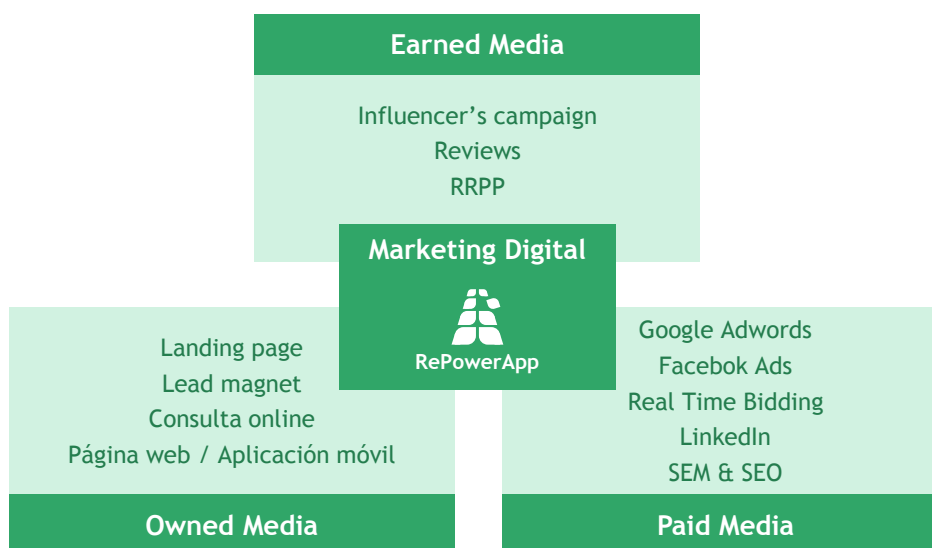 Earned Media
Influencer’s campaign
Reviews
RRPP
Marketing Digital
RePowerApp
Landing page
Lead magnet
Consulta online
Página web / Aplicación móvil
Owned Media
Google Adwords
Facebok Ads
Real Time Bidding
LinkedIn
SEM & SEO
Paid Media